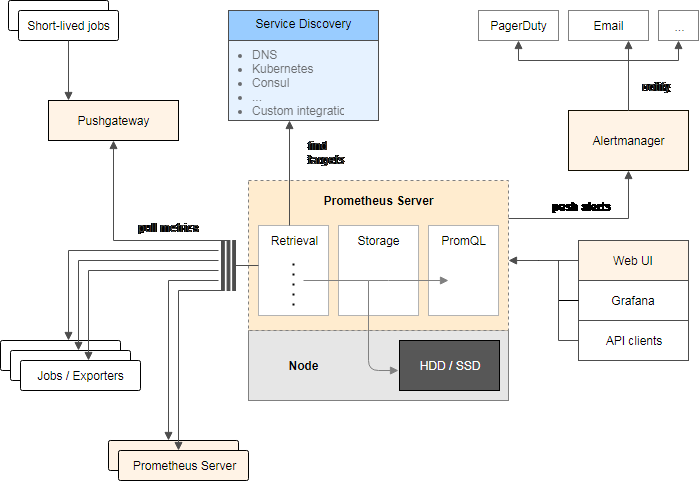 Short-lived jobs
Service Discovery
DNS
Kubernetes
Consul
...
Custom integratic
PagerDuty
Email
...
Pushgateway
find
targets
notify
Alertmanager
pull metrics
Prometheus Server
push alerts
Retrieval
Storage
PromQL
Web UI
Grafana
API clients
Jobs / Exporters
Node
HDD / SSD
Prometheus Server